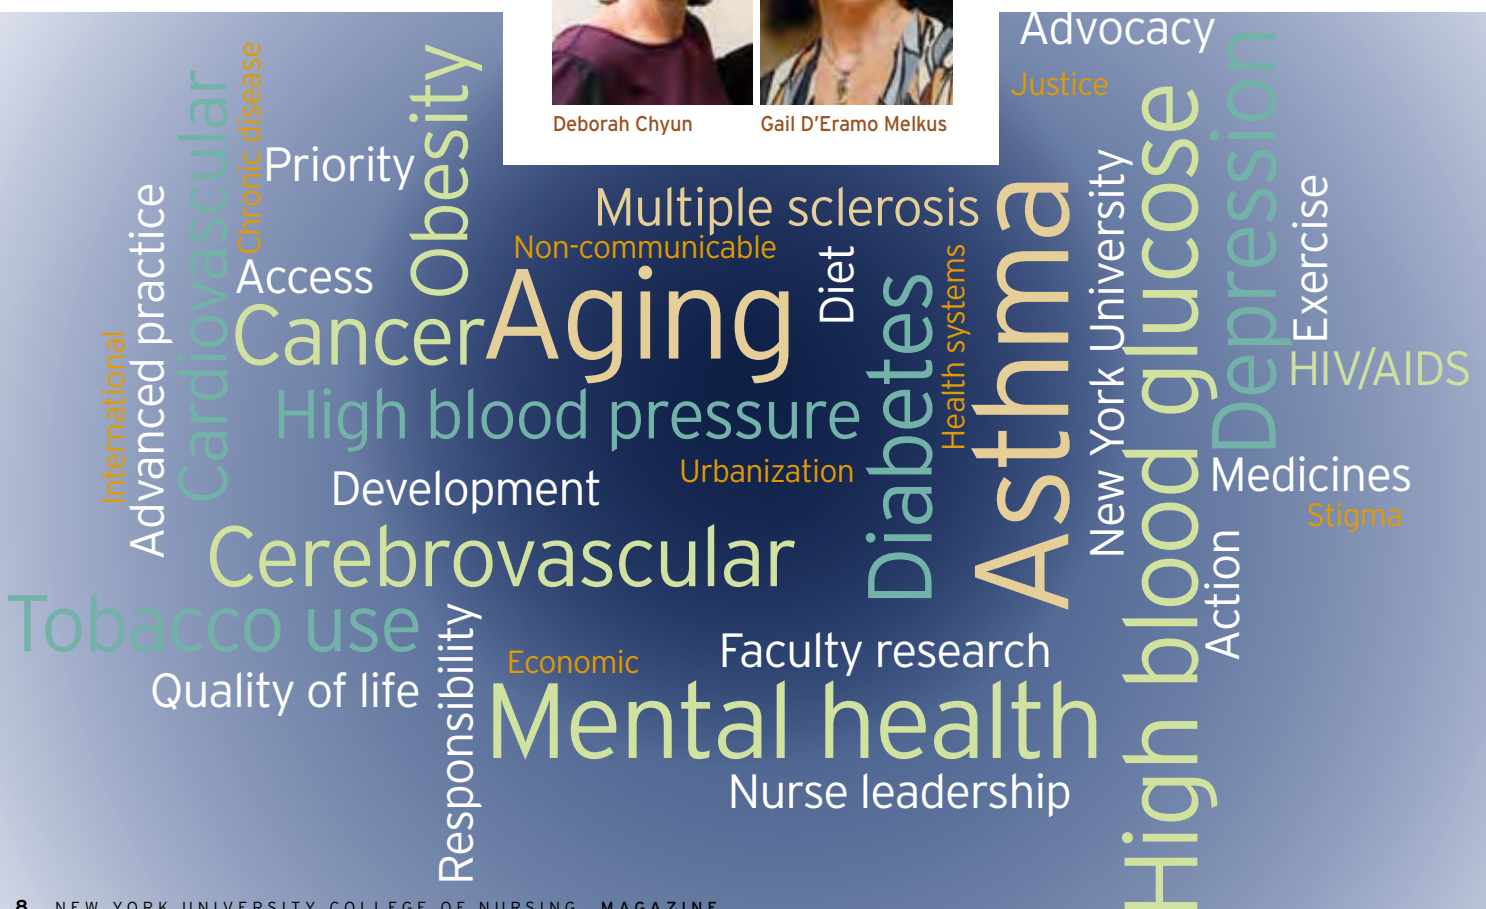 Deborah Chyun
Gail D'Eramo Melkus
Advocacy
Justice
Obesity
Cardiovascular
Chronic disease
Priority
Advanced practice
International
Access
Multiple sclerosis
Non-communicable
Cancer
Aging
Diet
Diabetes
Health systems
Asthma
New York University
High blood glucose
Depression
Exercise
HIV/AIDS
High blood pressure
Urbanization
Development
Medicines
Stigma
Cerebrovascular
Action
Tobacco use
Responsibility
Economic
Faculty research
Quality of life
Mental health
Nurse leadership
8 NEW YORK UNIVERSITY COLLEGE OF NURSING MAGAZINE